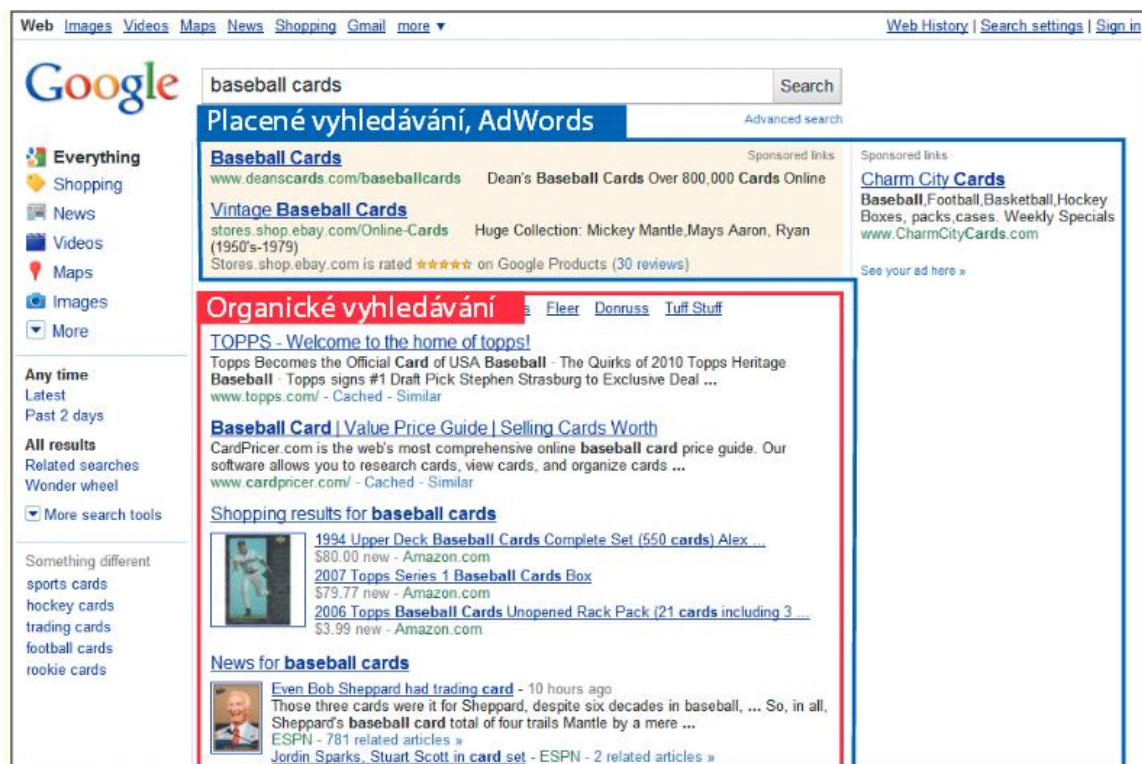 Web Images Videos Maps News Shopping Gmail more ▼
Web History | Search settings | Sign in
Google
baseball cards
Search
Advanced search
Placené vyhledávání, AdWords
Everything
Shopping
News
Videos
Maps
Images
More
Any time
Latest
Past 2 days
All results
Related searches
Wonder wheel
More search tools
Something different
sports cards
hockey cards
trading cards
football cards
rookie cards
Baseball Cards
Sponsored links
www.deanscards.com/baseballcards Dean's Baseball Cards Over 800,000 Cards Online
Vintage Baseball Cards
stores.shop.ebay.com/Online-Cards Huge Collection: Mickey Mantle,Mays Aaron, Ryan
(1950's-1979)
Stores.shop.ebay.com is rated ★★★★★ on Google Products (30 reviews)
Sponsored links
Charm City Cards
Baseball,Football,Basketball,Hockey
Boxes, packs,cases. Weekly Specials
www.CharmCityCards.com
See your ad here »
Organické vyhledávání
Fleer Donruss Tuff Stuff
TOPPS - Welcome to the home of topps!
Topps Becomes the Official Card of USA Baseball · The Quirks of 2010 Topps Heritage
Baseball · Topps signs #1 Draft Pick Stephen Strasburg to Exclusive Deal ...
www.topps.com/ - Cached - Similar
Baseball Card | Value Price Guide | Selling Cards Worth
CardPricer.com is the web's most comprehensive online baseball card price guide. Our
software allows you to research cards, view cards, and organize cards ...
www.cardpricer.com/ - Cached - Similar
Shopping results for baseball cards
1994 Upper Deck Baseball Cards Complete Set (550 cards) Alex ...
$80.00 new - Amazon.com
2007 Topps Series 1 Baseball Cards Box
$79.77 new - Amazon.com
2006 Topps Baseball Cards Unopened Rack Pack (21 cards including 3 ...
$3.99 new - Amazon.com
News for baseball cards
Even Bob Sheppard had trading card - 10 hours ago
Those three cards were it for Sheppard, despite six decades in baseball, ... So, in all,
Sheppard's baseball card total of four trails Mantle by a mere ...
ESPN - 781 related articles »
Jordin Sparks, Stuart Scott in card set - ESPN - 2 related articles »